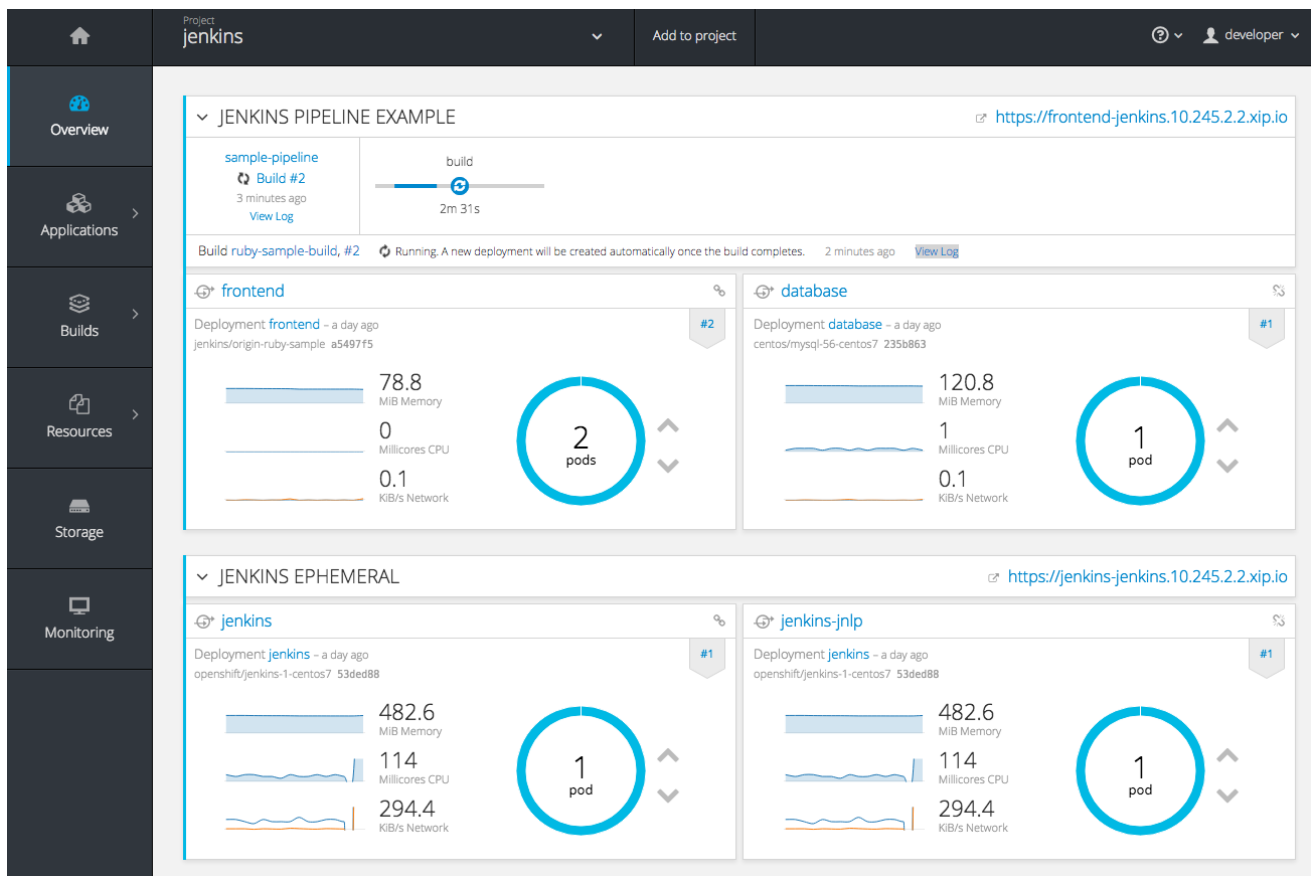 Project
jenkins
Add to project
developer
Overview
Applications
Builds
Resources
Storage
Monitoring
JENKINS PIPELINE EXAMPLE
https://frontend-jenkins.10.245.2.2.xip.io
sample-pipeline
Build #2
3 minutes ago
View Log
build
2m 31s
Build ruby-sample-build, #2 Running. A new deployment will be created automatically once the build completes. 2 minutes ago View Log
frontend
Deployment frontend – a day ago
jenkins/origin-ruby-sample a5497f5
#2
78.8
MiB Memory
0
Millicores CPU
0.1
KiB/s Network
2
pods
database
Deployment database – a day ago
centos/mysql-56-centos7 235b863
#1
120.8
MiB Memory
1
Millicores CPU
0.1
KiB/s Network
1
pod
JENKINS EPHEMERAL
https://jenkins-jenkins.10.245.2.2.xip.io
jenkins
Deployment jenkins – a day ago
openshift/jenkins-1-centos7 53ded88
#1
482.6
MiB Memory
114
Millicores CPU
294.4
KiB/s Network
1
pod
jenkins-jnlp
Deployment jenkins – a day ago
openshift/jenkins-1-centos7 53ded88
#1
482.6
MiB Memory
114
Millicores CPU
294.4
KiB/s Network
1
pod